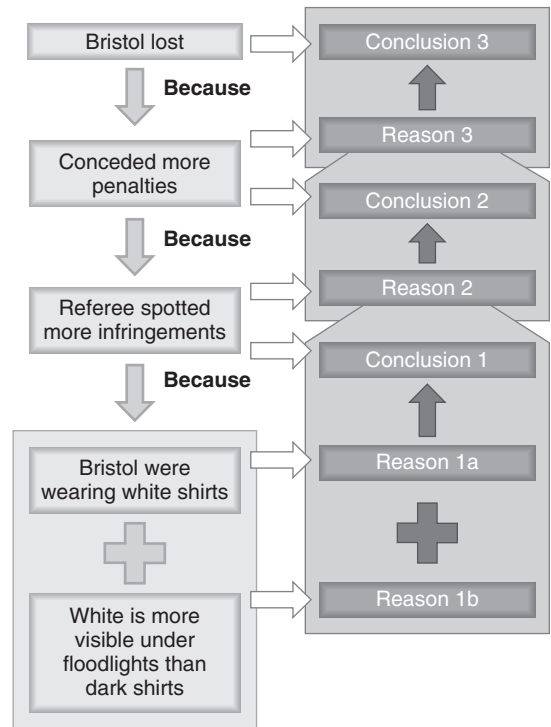 Bristol lost
Conclusion 3
Because
Reason 3
Conceded more
penalties
Conclusion 2
Because
Reason 2
Referee spotted
more infringements
Conclusion 1
Because
Bristol were
wearing white shirts
Reason 1a
White is more
visible under
floodlights than
dark shirts
Reason 1b